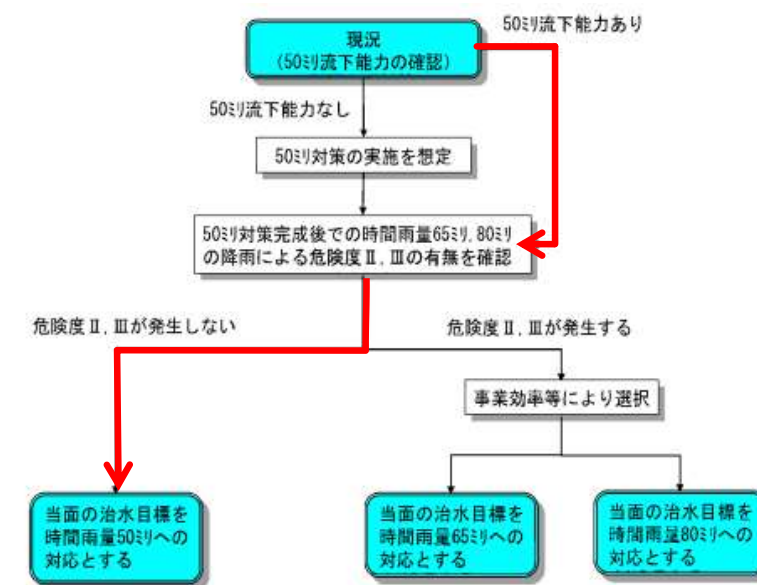 50ミリ流下能力あり
現況
(50ミリ流下能力の確認)
50ミリ流下能力なし
50ミリ対策の実施を想定
50ミリ対策完成後での時間雨量65ミリ,80ミリ
の降雨による危険度Ⅱ,Ⅲの有無を確認
危険度Ⅱ,Ⅲが発生しない
危険度Ⅱ,Ⅲが発生する
事業効率等により選択
当面の治水目標を
時間雨量50ミリへの
対応とする
当面の治水目標を
時間雨量65ミリへの
対応とする
当面の治水目標を
時間雨量80ミリへの
対応とする